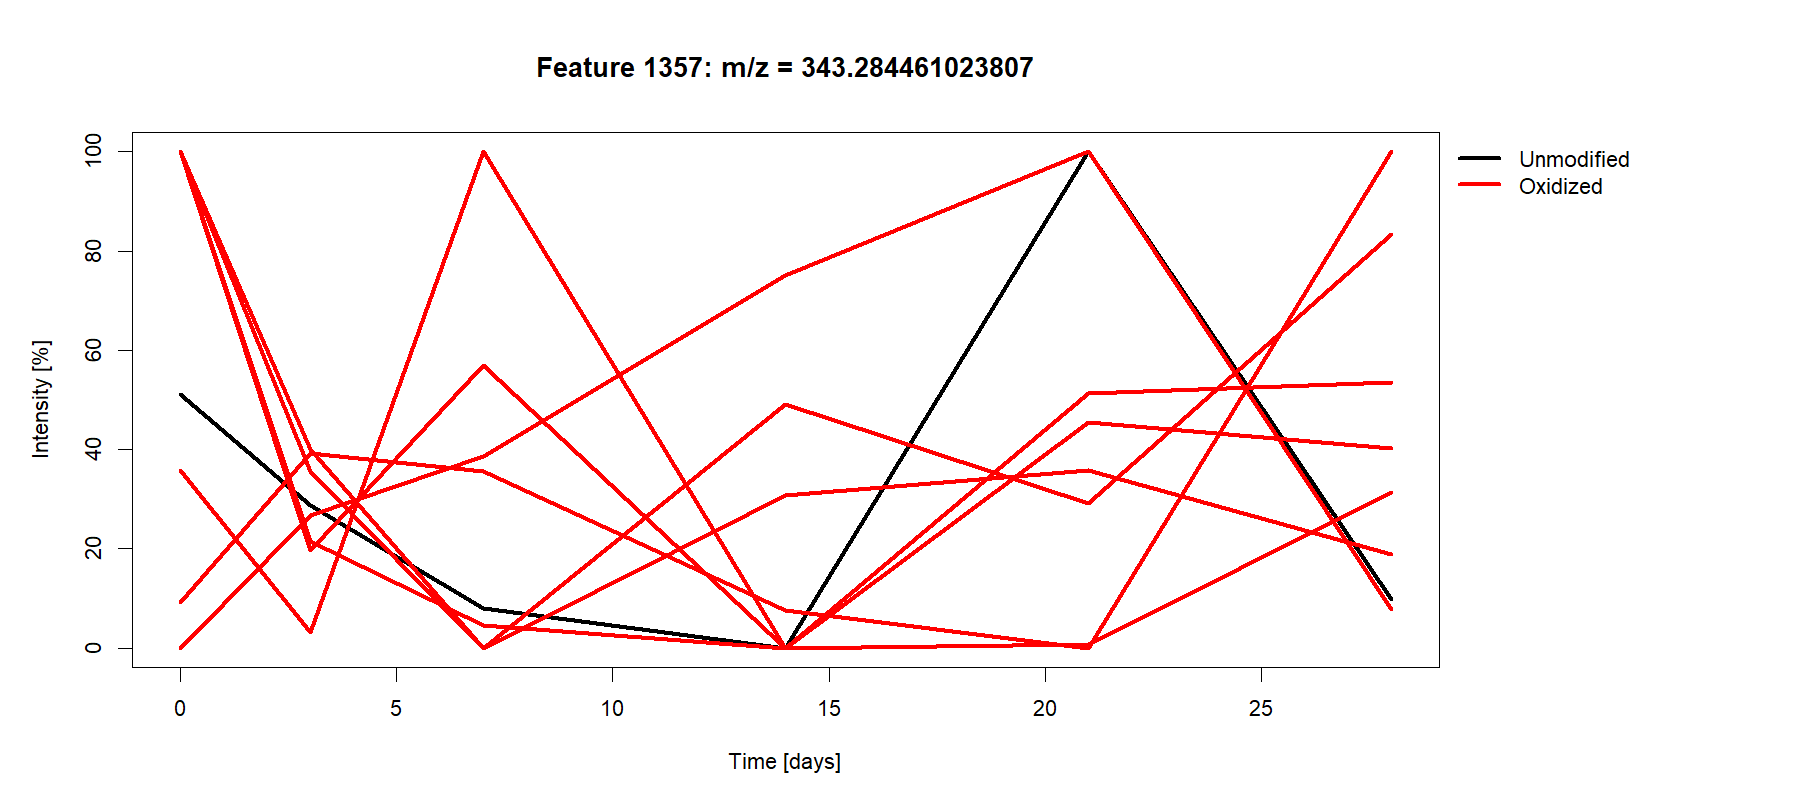 Feature 1357: m/z = 343.284461023807
Unmodified
Oxidized
Intensity [%]
100
80
60
40
20
0
0 5 10 15 20 25
Time [days]